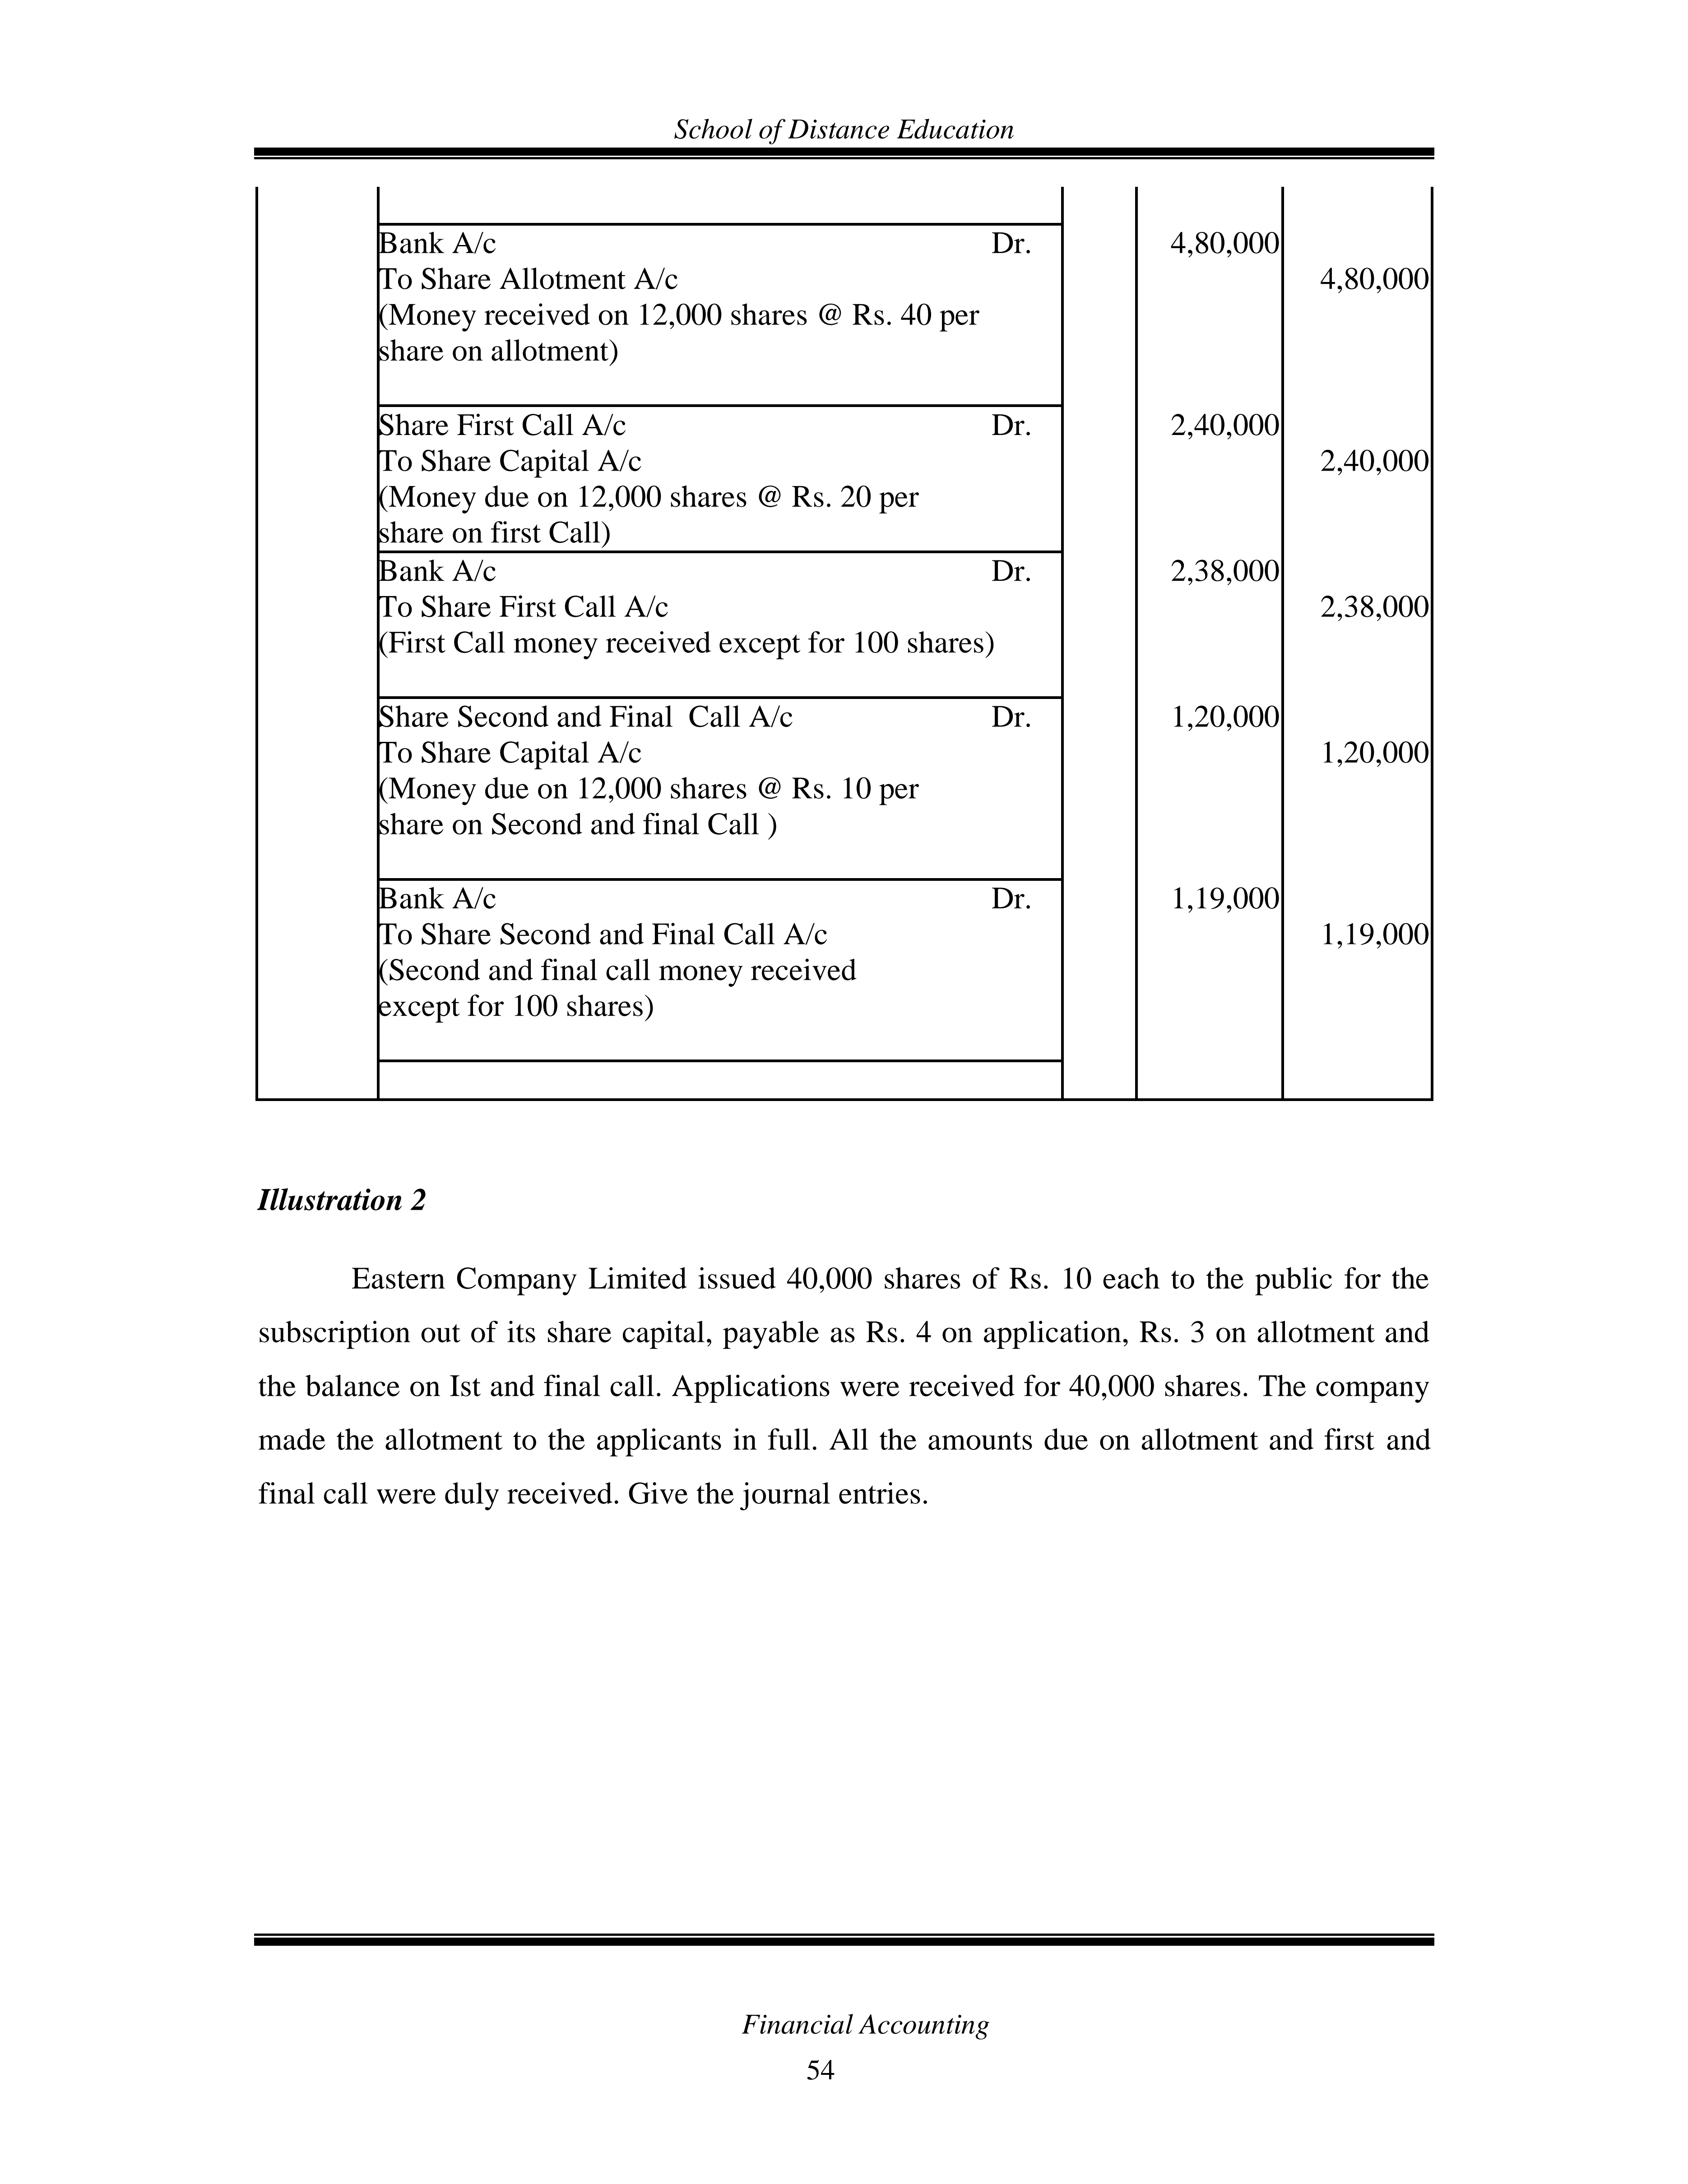 School of Distance Education
Bank A/c Dr. 4,80,000
To Share Allotment A/c 4,80,000
(Money received on 12,000 shares @ Rs. 40 per
share on allotment)
Share First Call A/c Dr. 2,40,000
To Share Capital A/c 2,40,000
(Money due on 12,000 shares @ Rs. 20 per
share on first Call)
Bank A/c Dr. 2,38,000
To Share First Call A/c 2,38,000
(First Call money received except for 100 shares)
Share Second and Final Call A/c Dr. 1,20,000
To Share Capital A/c 1,20,000
(Money due on 12,000 shares @ Rs. 10 per
share on Second and final Call )
Bank A/c Dr. 1,19,000
To Share Second and Final Call A/c 1,19,000
(Second and final call money received
except for 100 shares)
Illustration 2
Eastern Company Limited issued 40,000 shares of Rs. 10 each to the public for the
subscription out of its share capital, payable as Rs. 4 on application, Rs. 3 on allotment and
the balance on Ist and final call. Applications were received for 40,000 shares. The company
made the allotment to the applicants in full. All the amounts due on allotment and first and
final call were duly received. Give the journal entries.
Financial Accounting
54